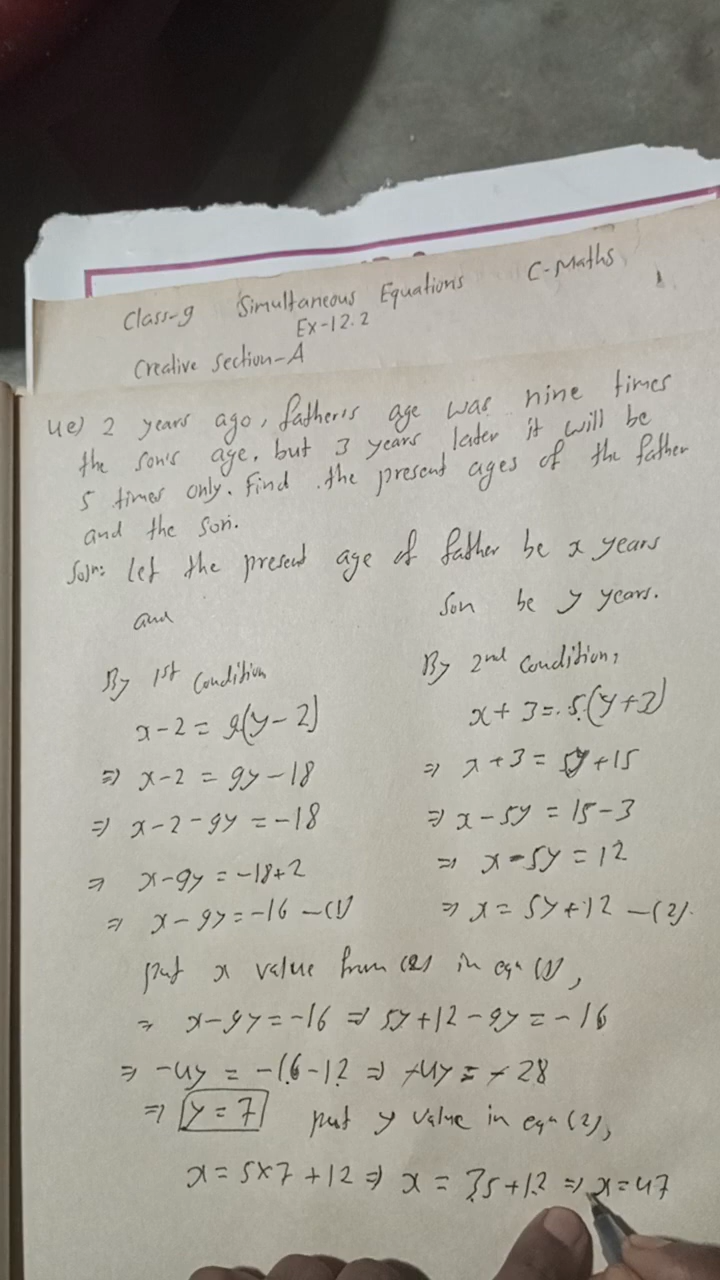 Class-9 Simultaneous Equations C-Maths
Ex-12.2
Creative Section-A
4e) 2 years ago, father's age was nine times
the son's age, but 3 years later it will be
5 times only. Find the present ages of the father
and the son.
Soln: Let the present age of father be x years
and son be y years.
By 1st condition
x-2 = 9(y-2)
⇒ x-2 = 9y-18
⇒ x-2-9y = -18
⇒ x-9y = -18+2
⇒ x-9y = -16 -(1)
By 2nd condition,
x+3 = 5(y+3)
⇒ x+3 = 5y+15
⇒ x-5y = 15-3
⇒ x-5y = 12
⇒ x = 5y+12 -(2).
put x value from (2) in eqn (1),
⇒ x-9y = -16 ⇒ 5y+12-9y = -16
⇒ -4y = -16-12 ⇒ -4y = -28
⇒ y = 7 put y value in eqn (2),
x = 5x7+12 ⇒ x = 35+12 ⇒ x = 47